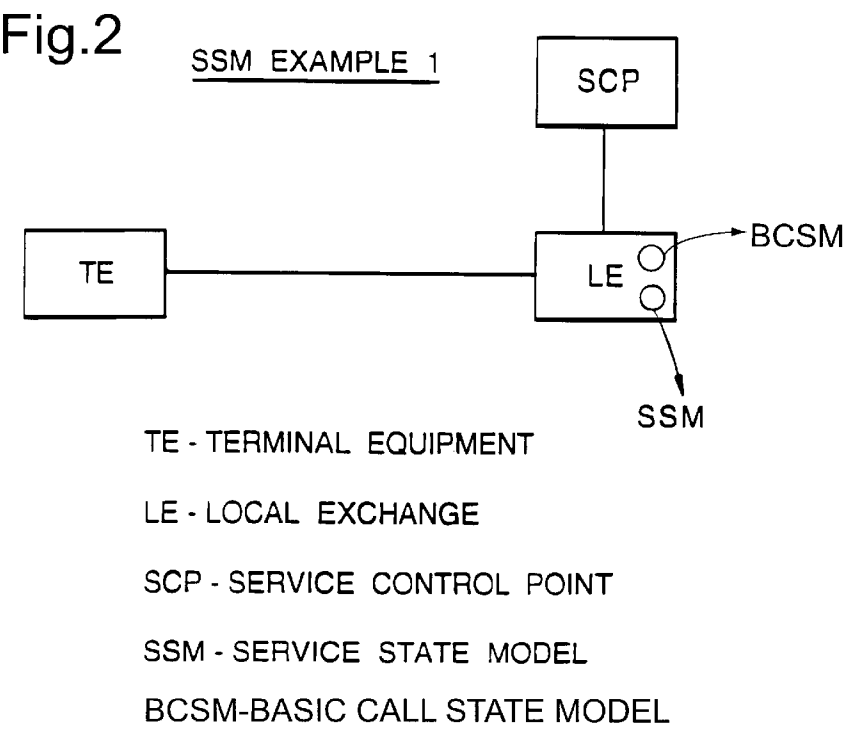 Fig.2
SSM EXAMPLE 1
SCP
BCSM
TE
LE
SSM
TE - TERMINAL EQUIPMENT
LE - LOCAL EXCHANGE
SCP - SERVICE CONTROL POINT
SSM - SERVICE STATE MODEL
BCSM-BASIC CALL STATE MODEL